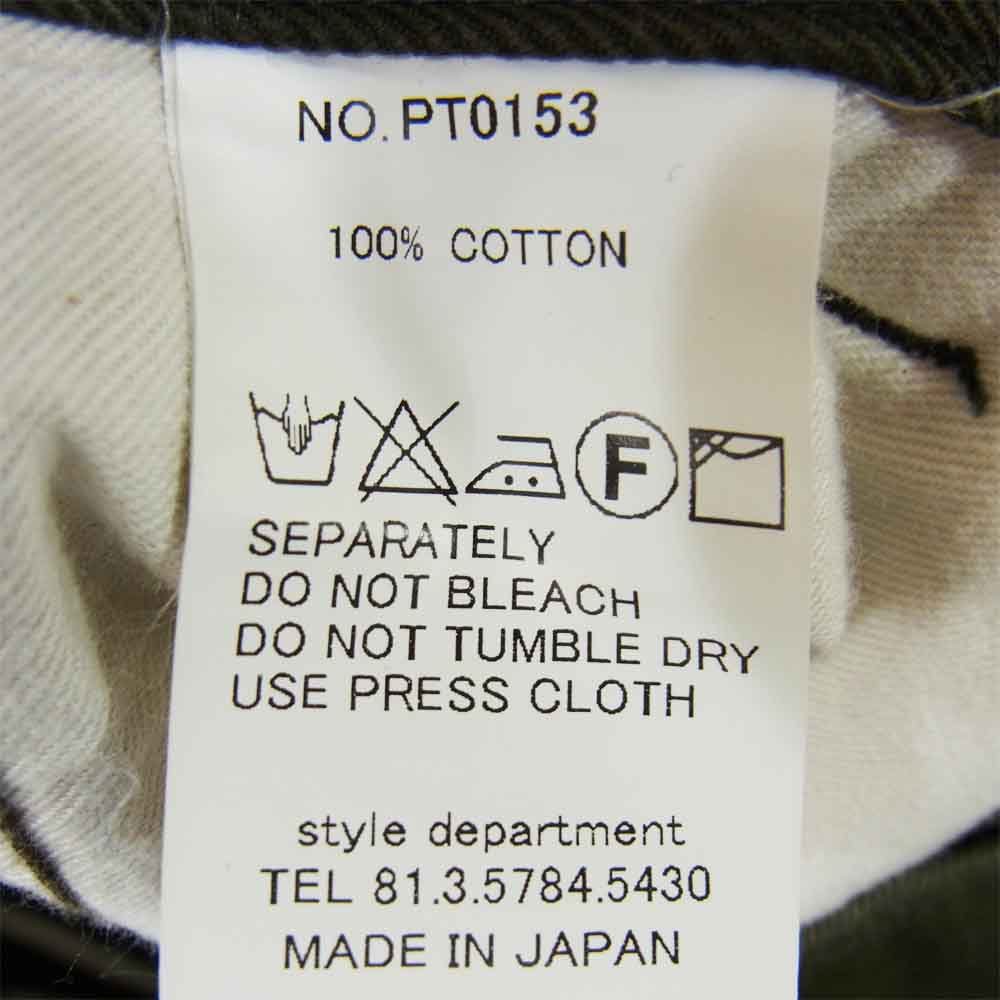 NO. PT0153
100% COTTON
F
SEPARATELY
DO NOT BLEACH
DO NOT TUMBLE DRY
USE PRESS CLOTH
style department
TEL 81.3.5784.5430
MADE IN JAPAN